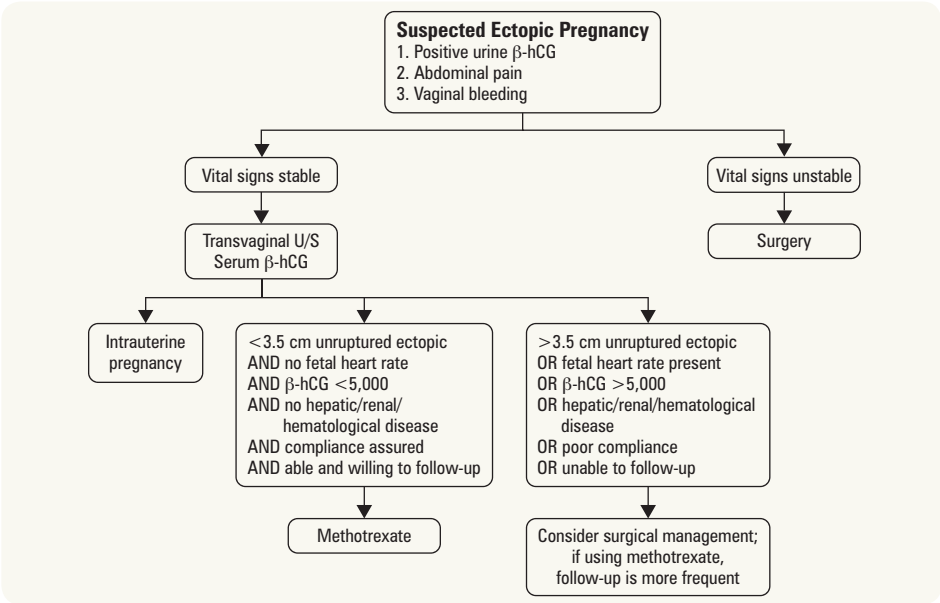 Suspected Ectopic Pregnancy
1. Positive urine β-hCG
2. Abdominal pain
3. Vaginal bleeding
Vital signs stable
Vital signs unstable
Transvaginal U/S
Serum β-hCG
Surgery
Intrauterine
pregnancy
<3.5 cm unruptured ectopic
AND no fetal heart rate
AND β-hCG <5,000
AND no hepatic/renal/
hematological disease
AND compliance assured
AND able and willing to follow-up
>3.5 cm unruptured ectopic
OR fetal heart rate present
OR β-hCG >5,000
OR hepatic/renal/hematological
disease
OR poor compliance
OR unable to follow-up
Methotrexate
Consider surgical management;
if using methotrexate,
follow-up is more frequent